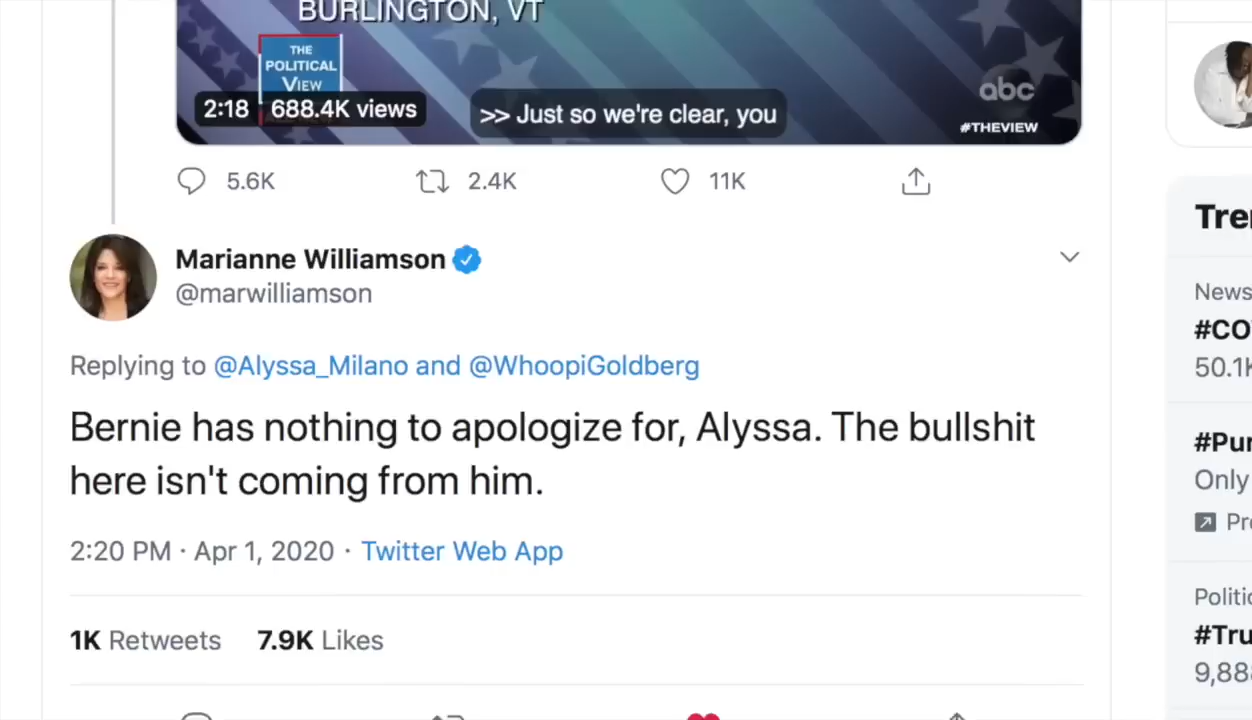 BURLINGTON, VT
THE
POLITICAL
VIEW
2:18 688.4K views
>> Just so we're clear, you
abc
#THEVIEW
5.6K 2.4K 11K
Marianne Williamson
@marwilliamson
Replying to @Alyssa_Milano and @WhoopiGoldberg
Bernie has nothing to apologize for, Alyssa. The bullshit
here isn't coming from him.
2:20 PM · Apr 1, 2020 · Twitter Web App
1K Retweets 7.9K Likes
Tre
News
#CO
50.1K
#Pur
Only
Pr
Politic
#Tru
9,88